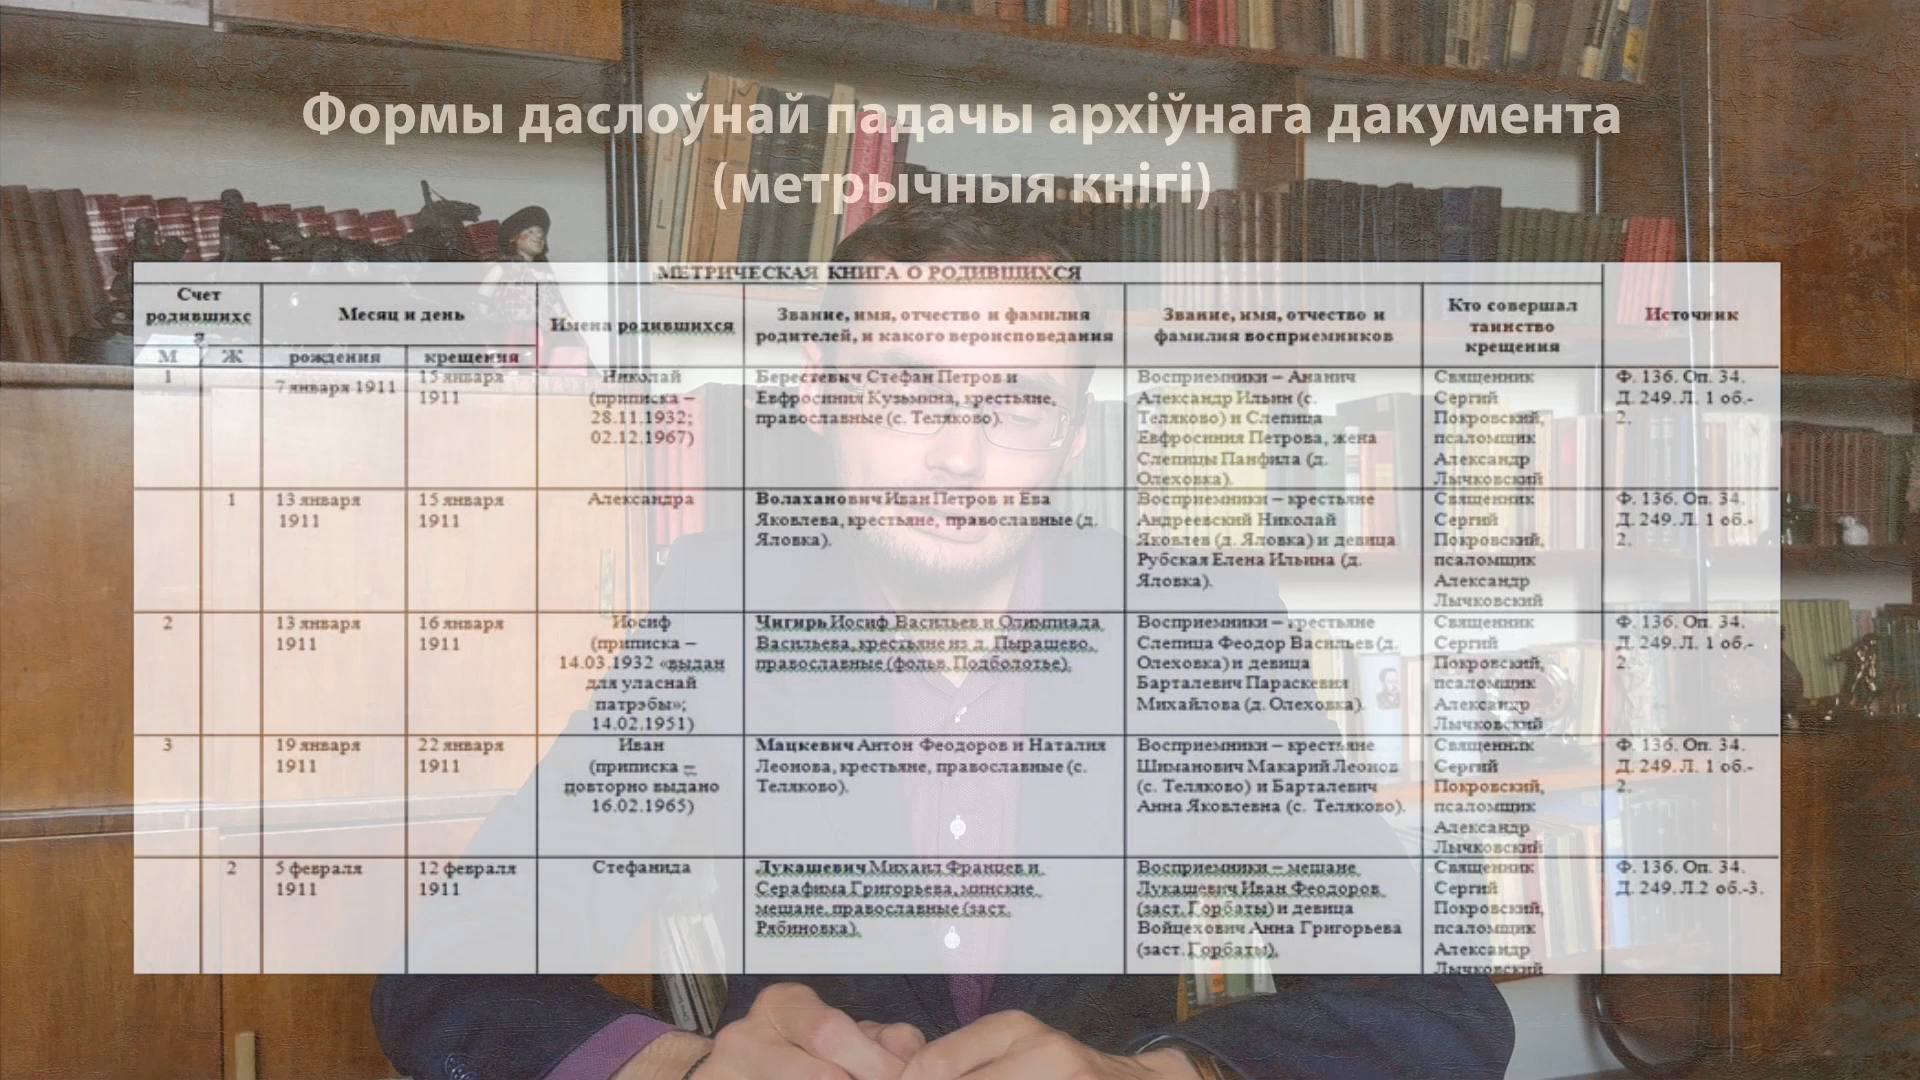 Формы даслоўнай падачы архіўнага дакумента
(метрычныя кнігі)
МЕТРИЧЕСКАЯ КНИГА О РОДИВШИХСЯ
Счет
родившихс
я
Месяц и день
Имена родившихся
Звание, имя, отчество и фамилия
родителей, и какого вероисповедания
Звание, имя, отчество и
фамилия восприемников
Кто совершал
таинство
крещения
Источник
М
Ж
рождения
крещения
1
7 января 1911
15 января
1911
Николай
(приписка –
28.11.1932;
02.12.1967)
Берестевич Стефан Петров и
Евфросиния Кузьмина, крестьяне,
православные (с. Теляково).
Восприемники – Ананич
Александр Ильин (с.
Теляково) и Слепица
Евфросиния Петрова, жена
Слепицы Панфила (д.
Олеховка).
Священник
Сергий
Покровский,
псаломщик
Александр
Лычковский
Ф. 136. Оп. 34.
Д. 249. Л. 1 об.-
2.
1
13 января
1911
15 января
1911
Александра
Волаханович Иван Петров и Ева
Яковлева, крестьяне, православные (д.
Яловка).
Восприемники – крестьяне
Андреевский Николай
Яковлев (д. Яловка) и девица
Рубская Елена Ильина (д.
Яловка).
Священник
Сергий
Покровский,
псаломщик
Александр
Лычковский
Ф. 136. Оп. 34.
Д. 249. Л. 1 об.-
2.
2
13 января
1911
16 января
1911
Иосиф
(приписка –
14.03.1932 «выдан
для уласнай
патрэбы»;
14.02.1951)
Чигирь Иосиф Васильев и Олимпиада
Васильева, крестьяне из д. Пырашево,
православные (фольв. Подболотье).
Восприемники – крестьяне
Слепица Феодор Васильев (д.
Олеховка) и девица
Барталевич Параскевия
Михайлова (д. Олеховка).
Священник
Сергий
Покровский,
псаломщик
Александр
Лычковский
Ф. 136. Оп. 34.
Д. 249. Л. 1 об.-
2.
3
19 января
1911
22 января
1911
Иван
(приписка –
повторно выдано
16.02.1965)
Мацкевич Антон Феодоров и Наталия
Леонова, крестьяне, православные (с.
Теляково).
Восприемники – крестьяне
Шиманович Макарий Леонов
(с. Теляково) и Барталевич
Анна Яковлевна (с. Теляково).
Священник
Сергий
Покровский,
псаломщик
Александр
Лычковский
Ф. 136. Оп. 34.
Д. 249. Л. 1 об.-
2.
2
5 февраля
1911
12 февраля
1911
Стефанида
Лукашевич Михаил Францев и
Серафима Григорьева, минские
мещане, православные (заст.
Рябиновка).
Восприемники – мещане
Лукашевич Иван Феодоров
(заст. Горбаты) и девица
Войцехович Анна Григорьева
(заст. Горбаты).
Священник
Сергий
Покровский,
псаломщик
Александр
Лычковский
Ф. 136. Оп. 34.
Д. 249. Л.2 об.-3.